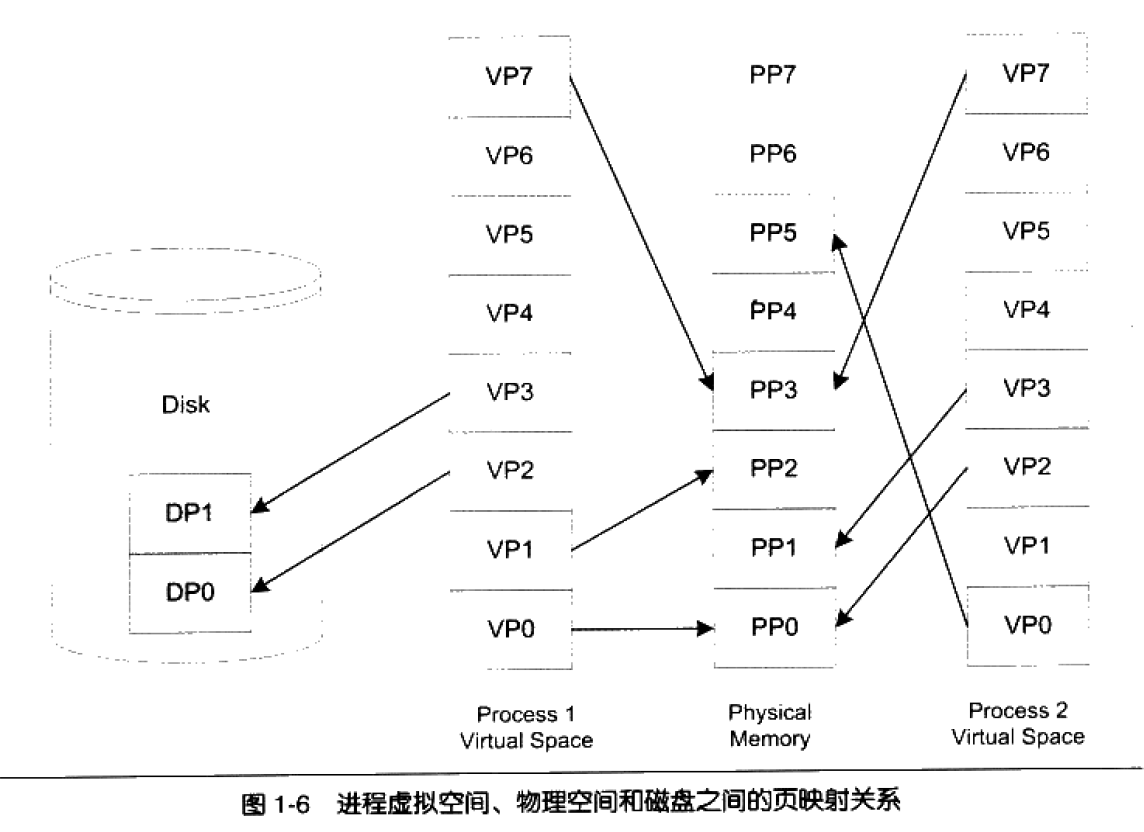 VP7 PP7 VP7
VP6 PP6 VP6
VP5 PP5 VP5
VP4 PP4 VP4
Disk VP3 PP3 VP3
VP2 PP2 VP2
DP1
VP1 PP1 VP1
DP0
VP0 PP0 VP0
Process 1 Physical Process 2
Virtual Space Memory Virtual Space
图 1-6 进程虚拟空间、物理空间和磁盘之间的页映射关系